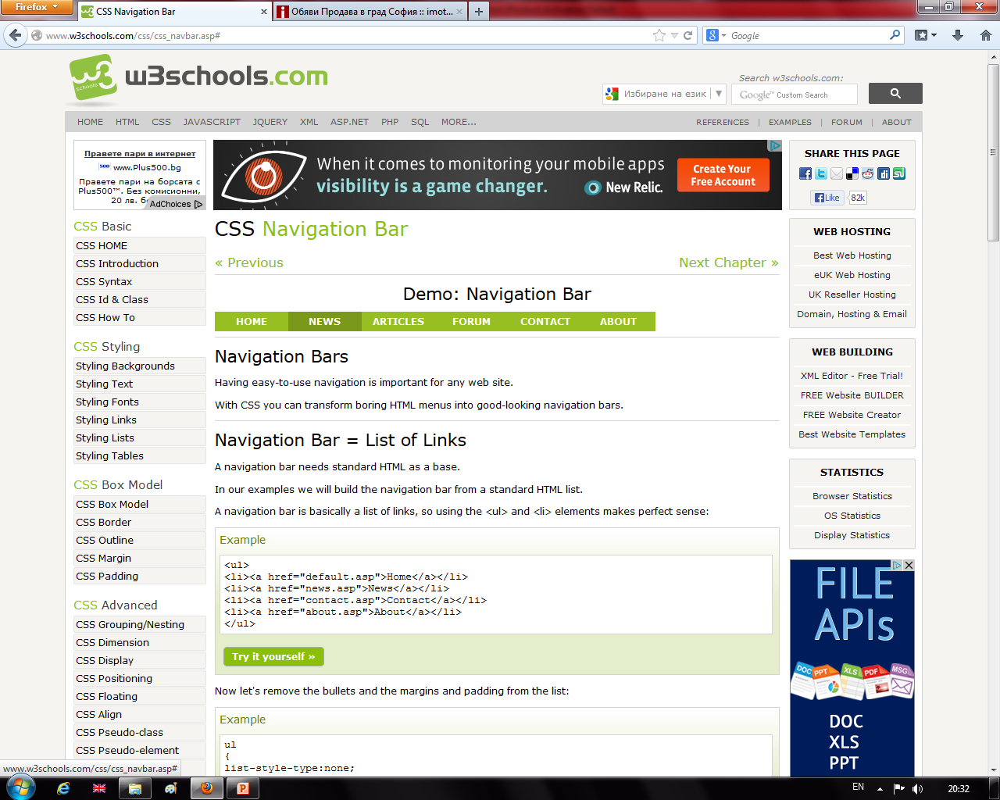 Firefox
CSS Navigation Bar
Обяви Продава в град София :: imot...
www.w3schools.com/css/css_navbar.asp#
Google
w3schools.com
Избиране на език
Search w3schools.com:
Google™ Custom Search
HOME HTML CSS JAVASCRIPT JQUERY XML ASP.NET PHP SQL MORE...
REFERENCES | EXAMPLES | FORUM | ABOUT
Правете пари в интернет
www.Plus500.bg
Правете пари на борсата с
Plus500™. Без комисионни,
20 лв.
AdChoices
When it comes to monitoring your mobile apps
visibility is a game changer.
New Relic.
Create Your
Free Account
SHARE THIS PAGE
Like 82k
CSS Basic
CSS HOME
CSS Introduction
CSS Syntax
CSS Id & Class
CSS How To
CSS Styling
Styling Backgrounds
Styling Text
Styling Fonts
Styling Links
Styling Lists
Styling Tables
CSS Box Model
CSS Box Model
CSS Border
CSS Outline
CSS Margin
CSS Padding
CSS Advanced
CSS Grouping/Nesting
CSS Dimension
CSS Display
CSS Positioning
CSS Floating
CSS Align
CSS Pseudo-class
CSS Pseudo-element
CSS Navigation Bar
« Previous
Next Chapter »
Demo: Navigation Bar
HOME NEWS ARTICLES FORUM CONTACT ABOUT
Navigation Bars
Having easy-to-use navigation is important for any web site.
With CSS you can transform boring HTML menus into good-looking navigation bars.
Navigation Bar = List of Links
A navigation bar needs standard HTML as a base.
In our examples we will build the navigation bar from a standard HTML list.
A navigation bar is basically a list of links, so using the <ul> and <li> elements makes perfect sense:
Example
<ul>
<li><a href="default.asp">Home</a></li>
<li><a href="news.asp">News</a></li>
<li><a href="contact.asp">Contact</a></li>
<li><a href="about.asp">About</a></li>
</ul>
Try it yourself »
Now let's remove the bullets and the margins and padding from the list:
Example
ul
{
list-style-type:none;
WEB HOSTING
Best Web Hosting
eUK Web Hosting
UK Reseller Hosting
Domain, Hosting & Email
WEB BUILDING
XML Editor - Free Trial!
FREE Website BUILDER
FREE Website Creator
Best Website Templates
STATISTICS
Browser Statistics
OS Statistics
Display Statistics
FILE
APIs
DOC PPT XLS PDF MSG
DOC
XLS
PPT
www.w3schools.com/css/css_navbar.asp#
EN
20:32